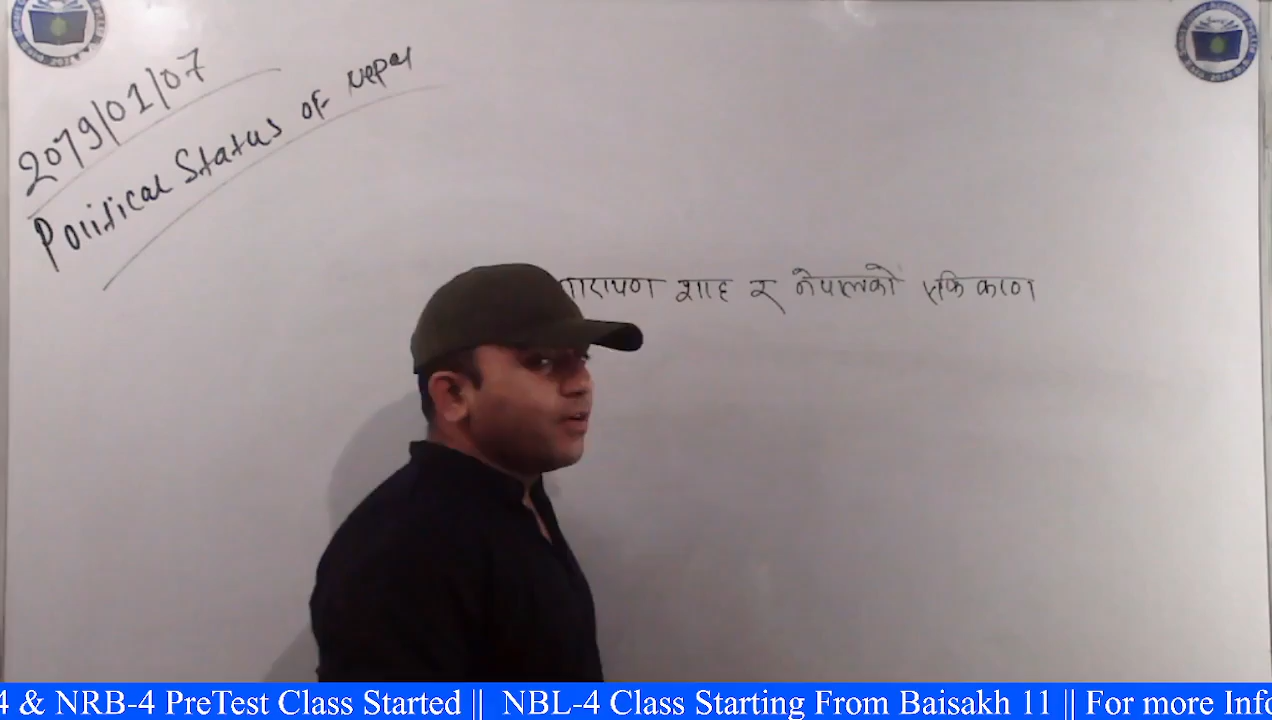 2079/01/07
Political Status of Nepal
नारायण शाह र नेपालको एकिकरण
4 & NRB-4 PreTest Class Started || NBL-4 Class Starting From Baisakh 11 || For more Info